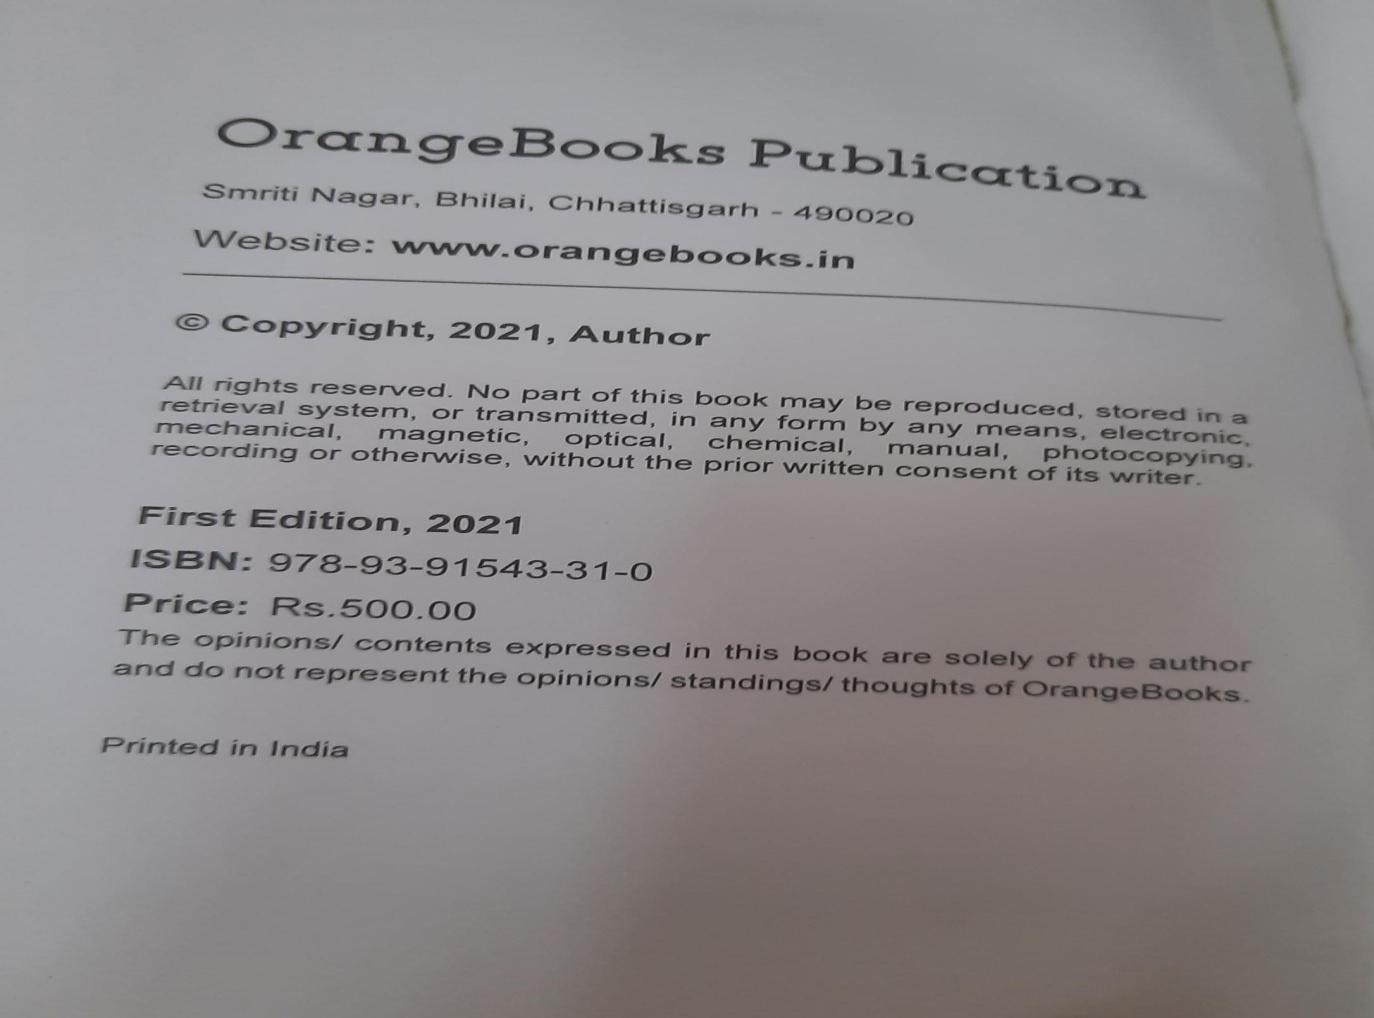 OrangeBooks Publication
Smriti Nagar, Bhilai, Chhattisgarh - 490020
Website: www.orangebooks.in
© Copyright, 2021, Author
All rights reserved. No part of this book may be reproduced, stored in a
retrieval system, or transmitted, in any form by any means, electronic,
mechanical, magnetic, optical, chemical, manual, photocopying,
recording or otherwise, without the prior written consent of its writer.
First Edition, 2021
ISBN: 978-93-91543-31-0
Price: Rs.500.00
The opinions/ contents expressed in this book are solely of the author
and do not represent the opinions/ standings/ thoughts of OrangeBooks.
Printed in India